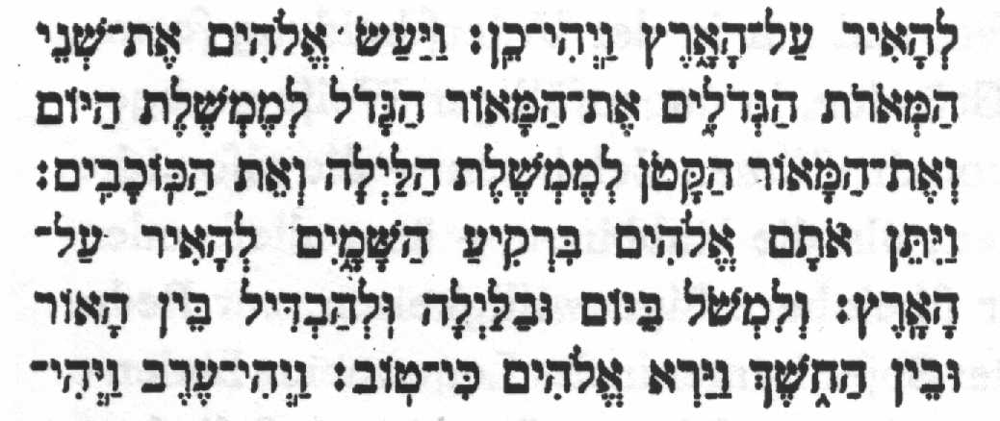 לְהָאִיר עַל־הָאָרֶץ וַיְהִי־כֵן׃ וַיַּעַשׂ אֱלֹהִים אֶת־שְׁנֵי
הַמְּאֹרֹת הַגְּדֹלִים אֶת־הַמָּאוֹר הַגָּדֹל לְמֶמְשֶׁלֶת הַיּוֹם
וְאֶת־הַמָּאוֹר הַקָּטֹן לְמֶמְשֶׁלֶת הַלַּיְלָה וְאֵת הַכּוֹכָבִים׃
וַיִּתֵּן אֹתָם אֱלֹהִים בִּרְקִיעַ הַשָּׁמָיִם לְהָאִיר עַל־
הָאָרֶץ׃ וְלִמְשֹׁל בַּיּוֹם וּבַלַּיְלָה וְלְהַבְדִּיל בֵּין הָאוֹר
וּבֵין הַחֹשֶׁךְ וַיַּרְא אֱלֹהִים כִּי־טוֹב׃ וַיְהִי־עֶרֶב וַיְהִי־